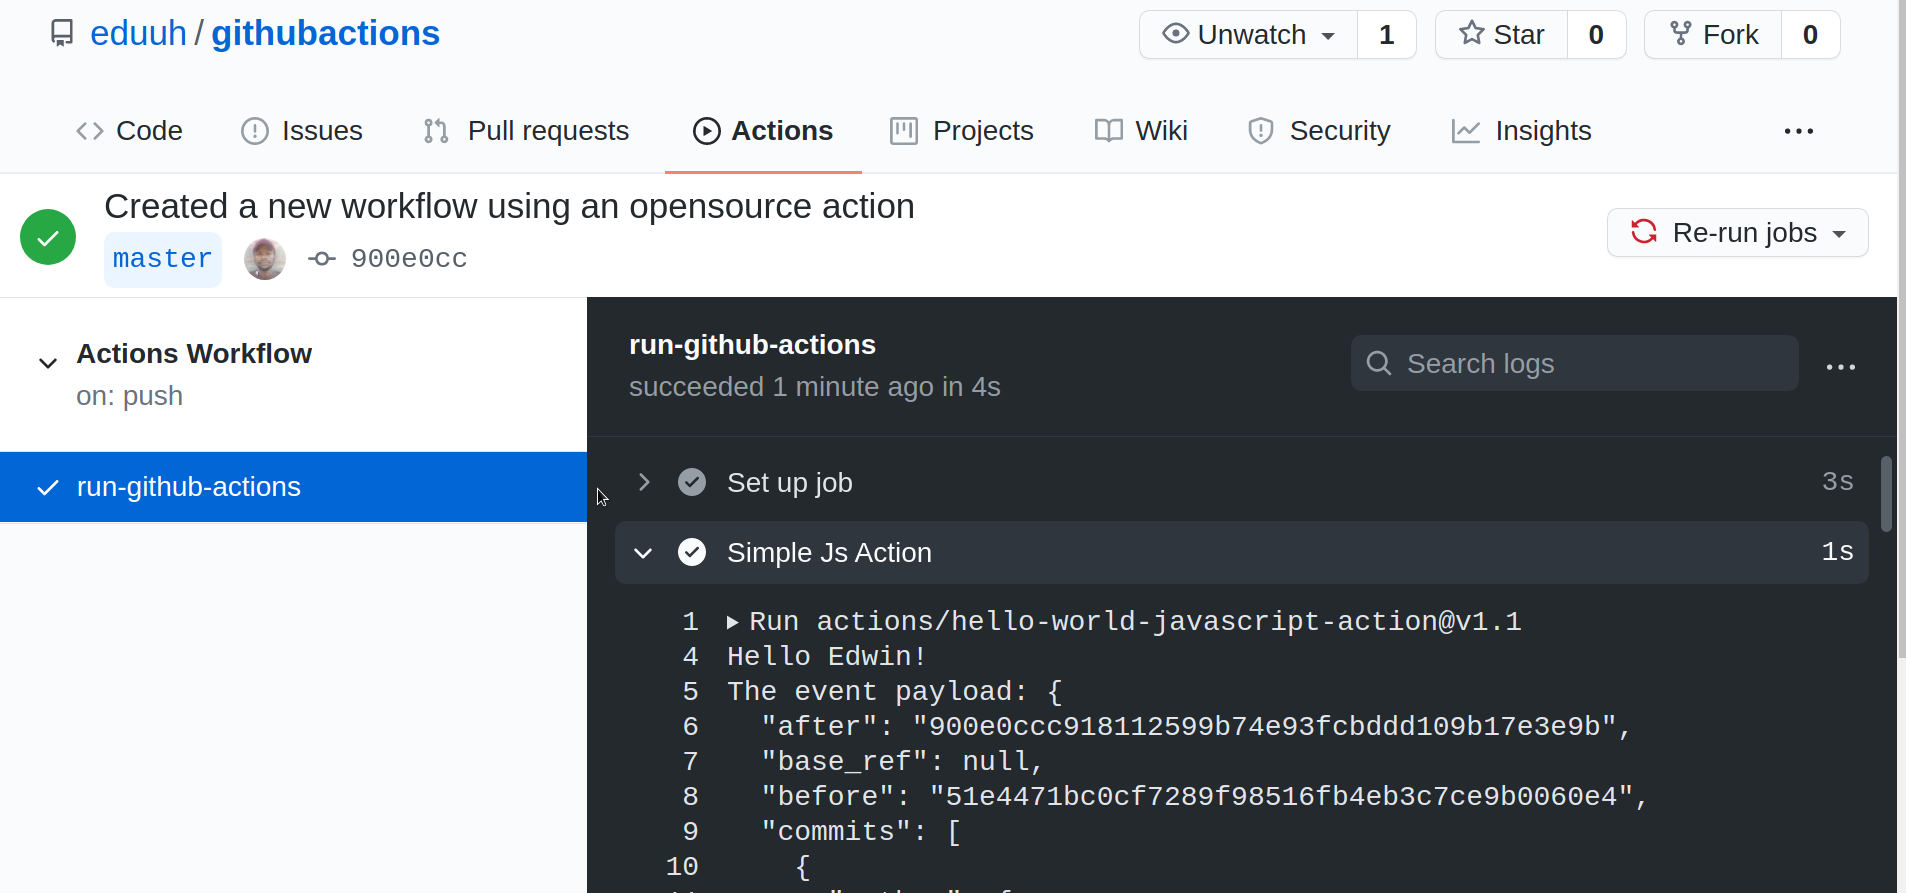 eduuh / githubactions
Unwatch 1 Star 0 Fork 0
Code Issues Pull requests Actions Projects Wiki Security Insights ...
Created a new workflow using an opensource action
master 900e0cc
Re-run jobs
Actions Workflow
on: push
run-github-actions
run-github-actions
succeeded 1 minute ago in 4s
Search logs
Set up job 3s
Simple Js Action 1s
1 Run actions/hello-world-javascript-action@v1.1
4 Hello Edwin!
5 The event payload: {
6 "after": "900e0ccc918112599b74e93fcbddd109b17e3e9b",
7 "base_ref": null,
8 "before": "51e4471bc0cf7289f98516fb4eb3c7ce9b0060e4",
9 "commits": [
10 {